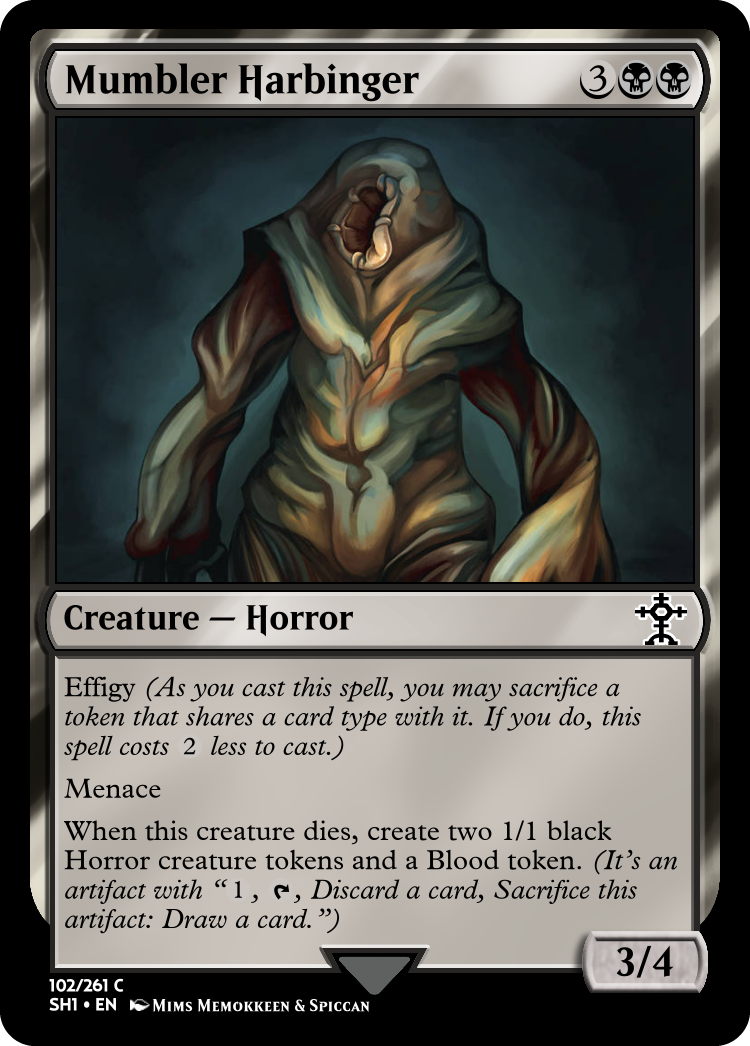 Mumbler Harbinger 3
Creature — Horror
Effigy (As you cast this spell, you may sacrifice a
token that shares a card type with it. If you do, this
spell costs 2 less to cast.)
Menace
When this creature dies, create two 1/1 black
Horror creature tokens and a Blood token. (It's an
artifact with “1, , Discard a card, Sacrifice this
artifact: Draw a card.”)
3/4
102/261 C
SH1 • EN Mims Memokkeen & Spiccan